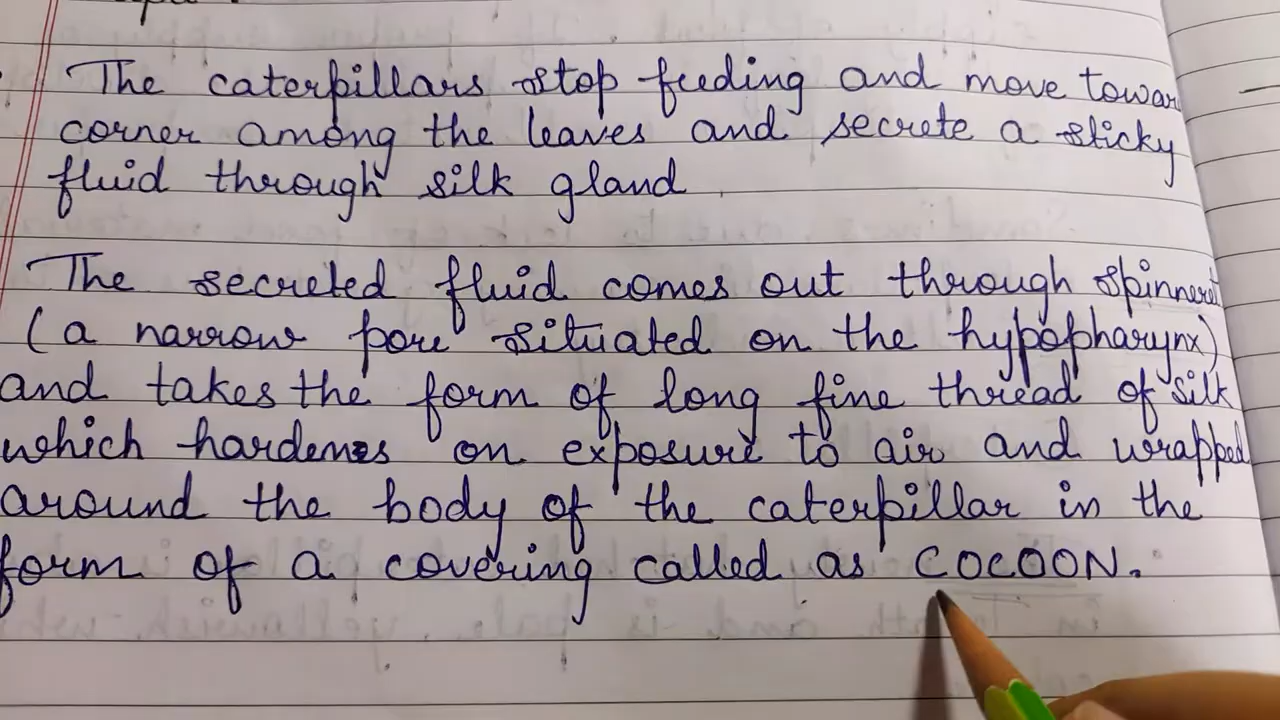 The caterpillars stop feeding and move towar
corner among the leaves and secrete a sticky
fluid through silk gland
The secreted fluid comes out through spinneret
(a narrow pore situated on the hypopharynx)
and takes the form of long fine thread of silk
which hardenes on exposure to air and wrapped
around the body of the caterpillar in the
form of a covering called as COCOON.